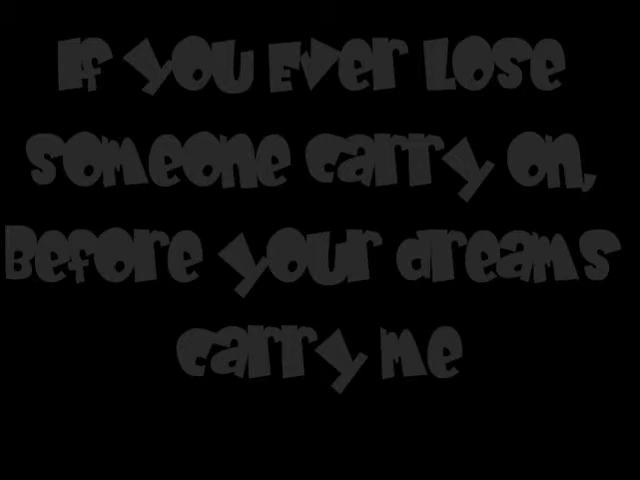 If you Ever Lose
someone carry on,
Before your dreams
carry me